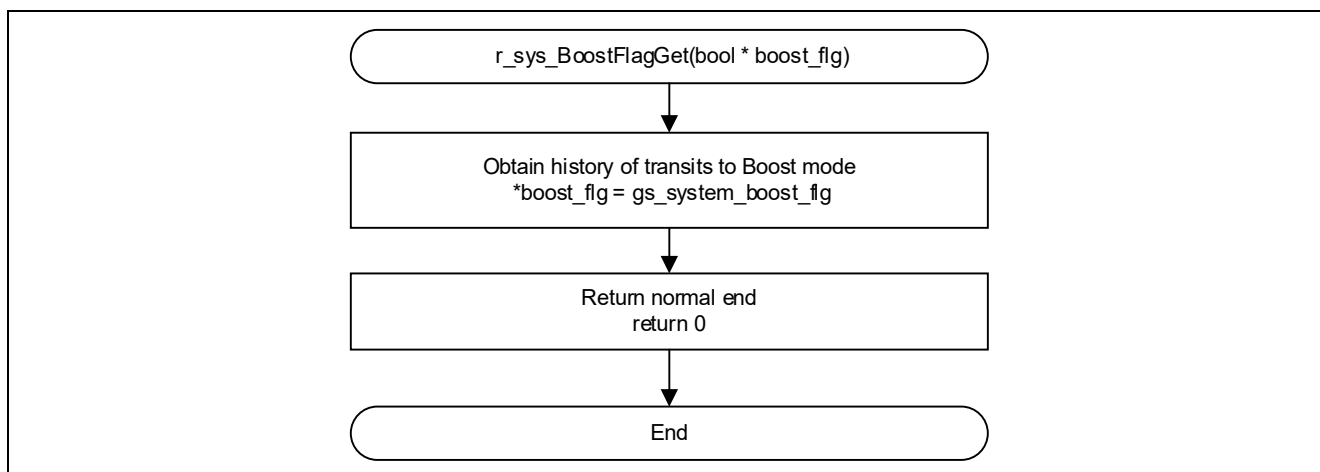 r_sys_BoostFlagGet(bool * boost_flg)
Obtain history of transits to Boost mode
*boost_flg = gs_system_boost_flg
Return normal end
return 0
End